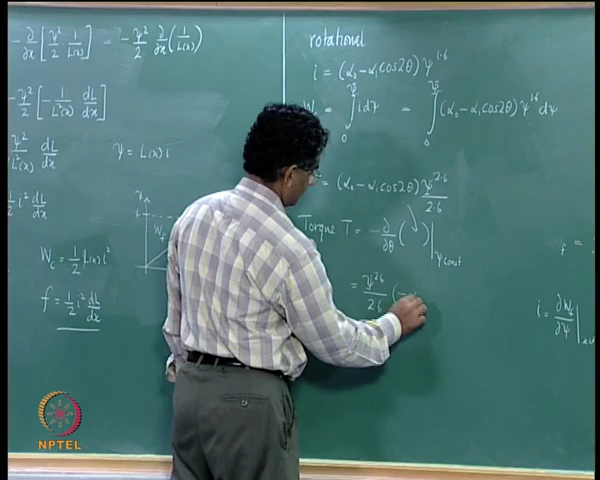 -∂/∂x [ψ²/2 1/L(x)] = -ψ²/2 ∂/∂x (1/L(x))
-ψ²/2 [-1/L²(x) dL/dx]
ψ²/L²(x) dL/dx
ψ = L(x) i
1/2 i² dL/dx
ψ
W_f
W_c = 1/2 L(x) i²
f = 1/2 i² dL/dx
rotational
i = (α₀ - α₁ cos2θ) ψ^1.6
W = ∫₀^ψ i dψ = ∫₀^ψ (α₀ - α₁ cos2θ) ψ^1.6 dψ
= (α₀ - α₁ cos2θ) ψ^2.6/2.6
Torque T = -∂/∂θ ( ) |ψ const
= ψ^2.6/2.6 (
f =
i = ∂W_f/∂ψ |
NPTEL